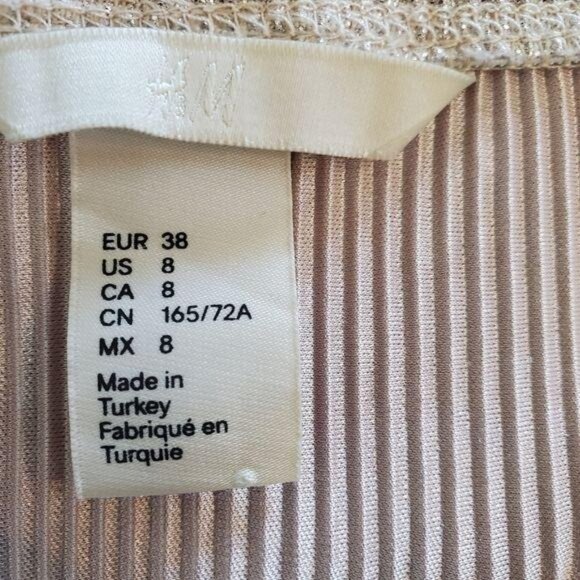 H&M
EUR 38
US 8
CA 8
CN 165/72A
MX 8
Made in
Turkey
Fabriqué en
Turquie